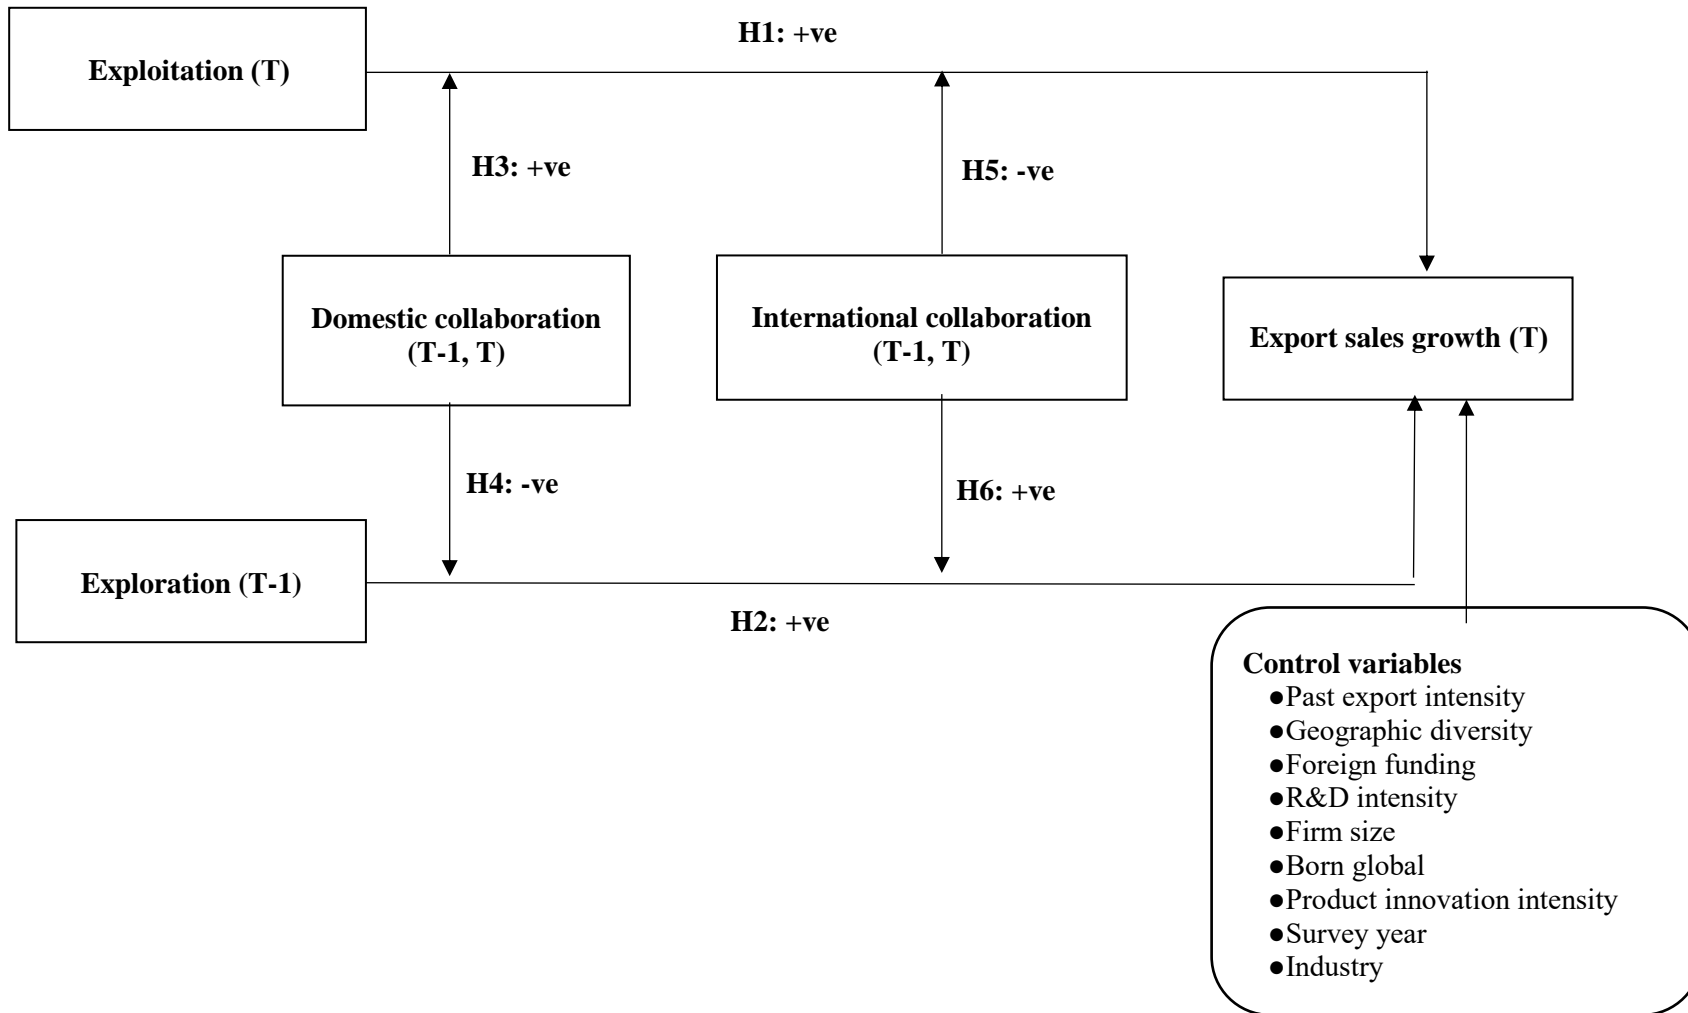 H1: +ve
Exploitation (T)
H3: +ve
H5: -ve
Domestic collaboration
(T-1, T)
International collaboration
(T-1, T)
Export sales growth (T)
H4: -ve
H6: +ve
Exploration (T-1)
H2: +ve
Control variables
●Past export intensity
●Geographic diversity
●Foreign funding
●R&D intensity
●Firm size
●Born global
●Product innovation intensity
●Survey year
●Industry